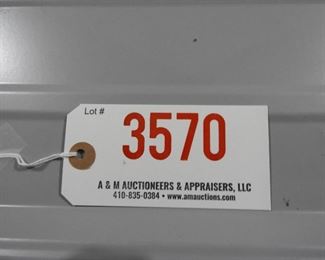 Lot #
3570
A & M AUCTIONEERS & APPRAISERS, LLC
410-835-0384 • www.amauctions.com